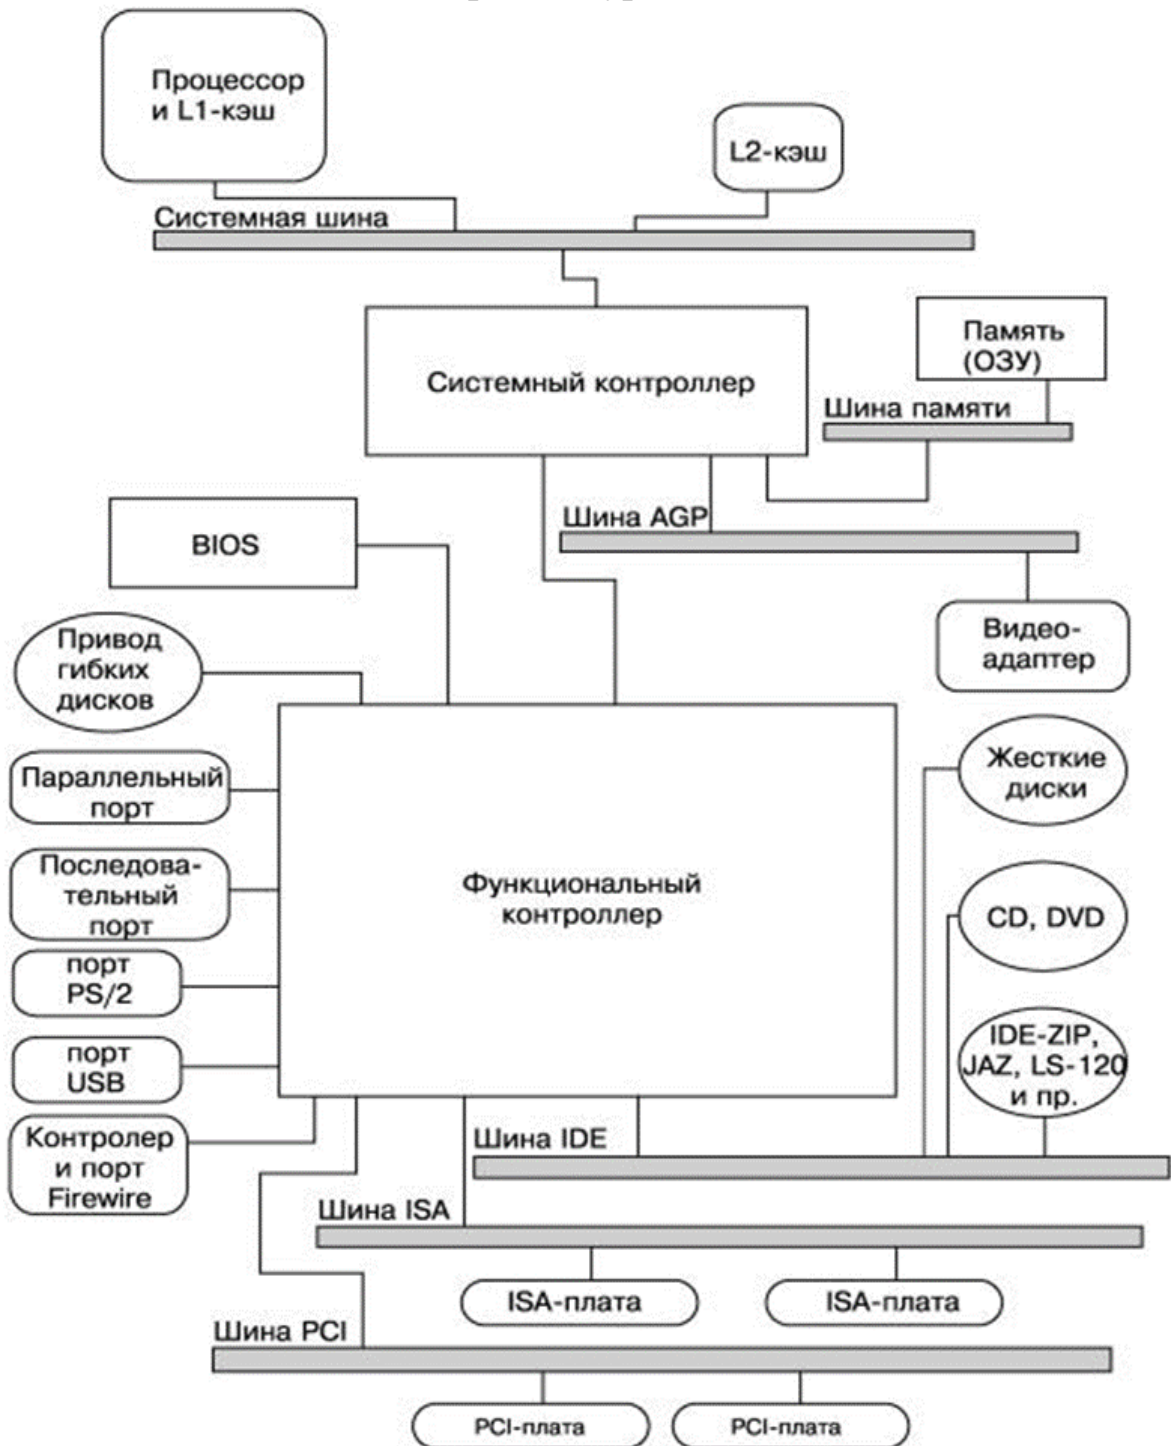 Процессор
и L1-кэш
L2-кэш
Системная шина
Системный контроллер
Память
(ОЗУ)
Шина памяти
Шина AGP
BIOS
Видео-
адаптер
Привод
гибких
дисков
Параллельный
порт
Последова-
тельный
порт
порт
PS/2
порт
USB
Контролер
и порт
Firewire
Функциональный
контроллер
Жесткие
диски
CD, DVD
IDE-ZIP,
JAZ, LS-120
и пр.
Шина IDE
Шина ISA
ISA-плата
ISA-плата
Шина PCI
PCI-плата
PCI-плата